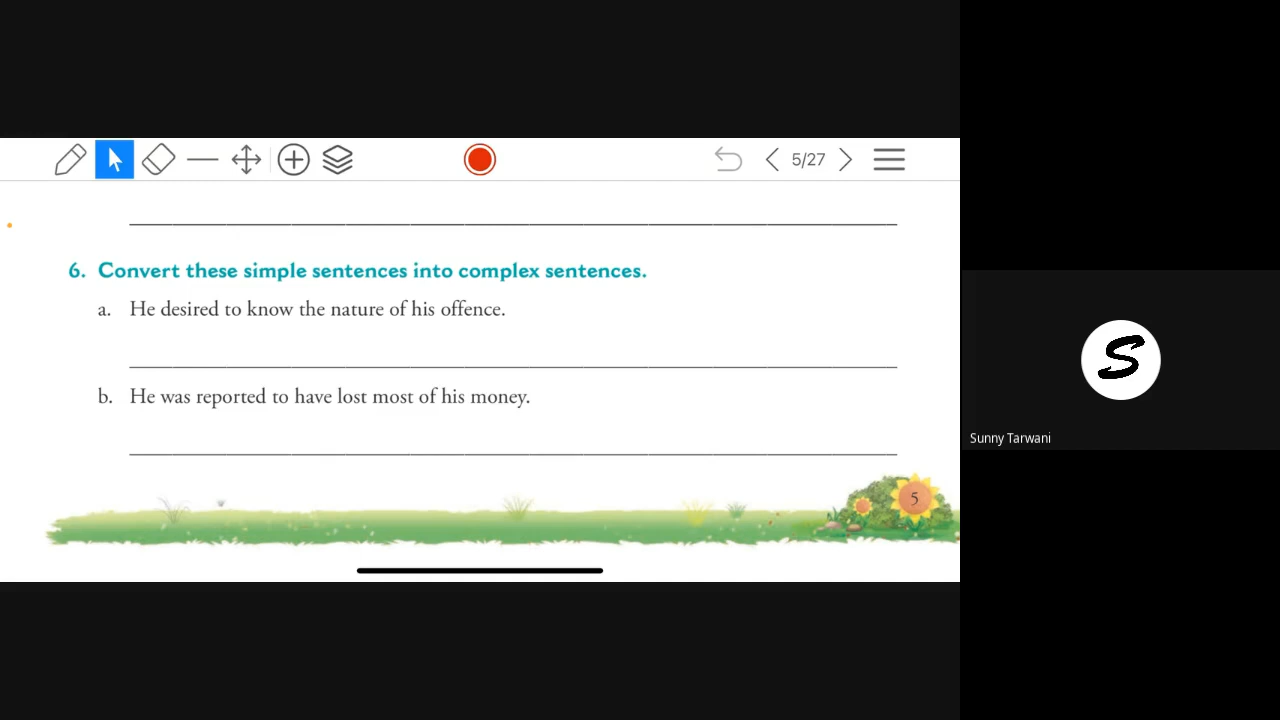 5/27
6. Convert these simple sentences into complex sentences.
a. He desired to know the nature of his offence.
b. He was reported to have lost most of his money.
5
S
Sunny Tarwani